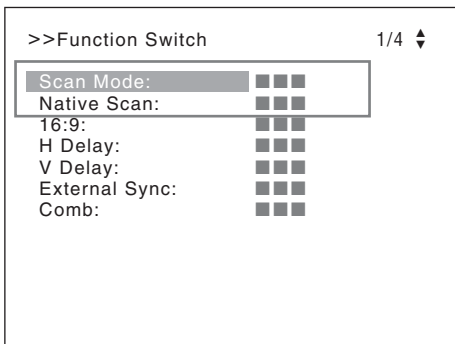 >>Function Switch 1/4
Scan Mode: ■■■
Native Scan: ■■■
16:9: ■■■
H Delay: ■■■
V Delay: ■■■
External Sync: ■■■
Comb: ■■■